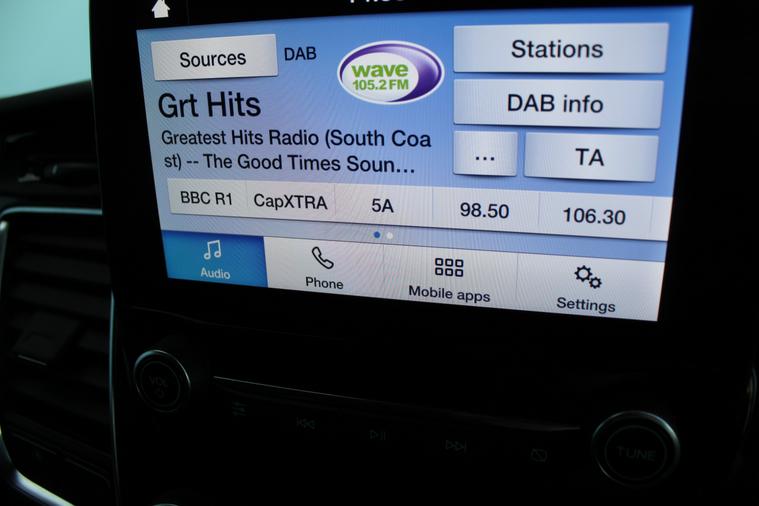 Sources
DAB
wave
105.2 FM
Stations
Grt Hits
DAB info
Greatest Hits Radio (South Coa
st) -- The Good Times Soun...
...
TA
BBC R1
CapXTRA
5A
98.50
106.30
Audio
Phone
Mobile apps
Settings
VOL
TUNE